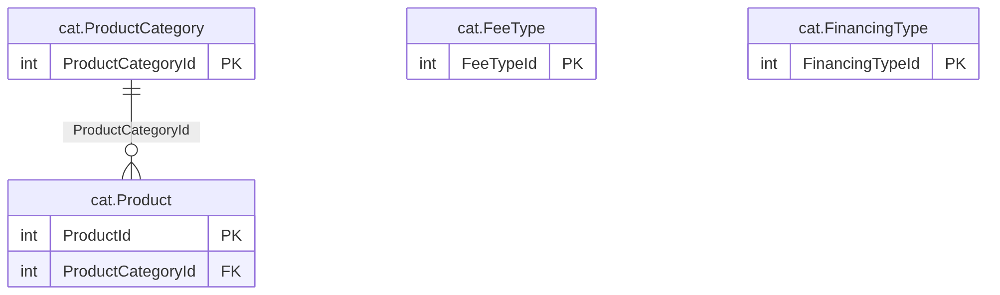 cat.ProductCategory
int ProductCategoryId PK
ProductCategoryId
cat.Product
int ProductId PK
int ProductCategoryId FK
cat.FeeType
int FeeTypeId PK
cat.FinancingType
int FinancingTypeId PK